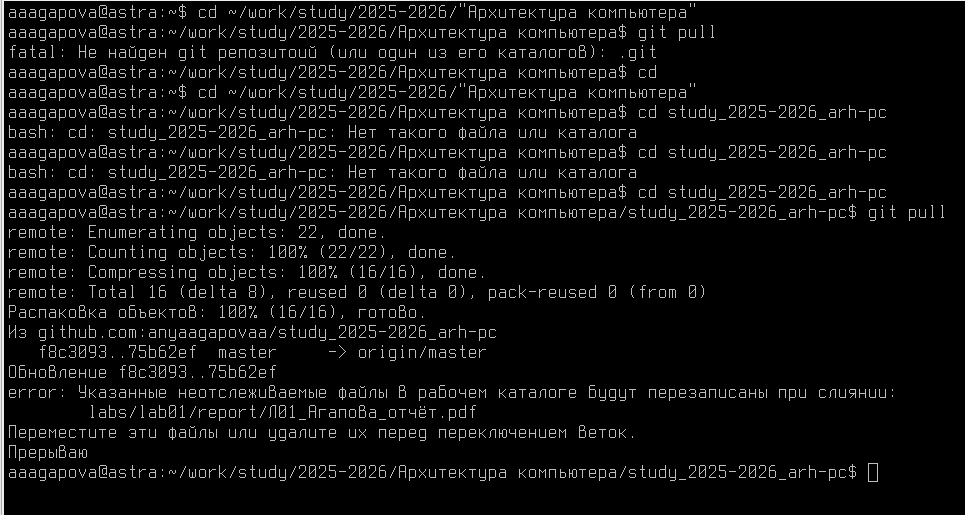 aaagapova@astra:~$ cd ~/work/study/2025-2026/"Архитектура компьютера"
aaagapova@astra:~/work/study/2025-2026/Архитектура компьютера$ git pull
fatal: Не найден git репозитоий (или один из его каталогов): .git
aaagapova@astra:~/work/study/2025-2026/Архитектура компьютера$ cd
aaagapova@astra:~$ cd ~/work/study/2025-2026/"Архитектура компьютера"
aaagapova@astra:~/work/study/2025-2026/Архитектура компьютера$ cd study_2025-2026_arh-pc
bash: cd: study_2025-2026_arh-pc: Нет такого файла или каталога
aaagapova@astra:~/work/study/2025-2026/Архитектура компьютера$ cd study_2025-2026_arh-pc
bash: cd: study_2025-2026_arh-pc: Нет такого файла или каталога
aaagapova@astra:~/work/study/2025-2026/Архитектура компьютера$ cd study_2025-2026_arh-pc
aaagapova@astra:~/work/study/2025-2026/Архитектура компьютера/study_2025-2026_arh-pc$ git pull
remote: Enumerating objects: 22, done.
remote: Counting objects: 100% (22/22), done.
remote: Compressing objects: 100% (16/16), done.
remote: Total 16 (delta 8), reused 0 (delta 0), pack-reused 0 (from 0)
Распаковка объектов: 100% (16/16), готово.
Из github.com:anyaagapovaa/study_2025-2026_arh-pc
   f8c3093..75b62ef  master     -> origin/master
Обновление f8c3093..75b62ef
error: Указанные неотслеживаемые файлы в рабочем каталоге будут перезаписаны при слиянии:
        labs/lab01/report/Л01_Агапова_отчёт.pdf
Переместите эти файлы или удалите их перед переключением веток.
Прерываю
aaagapova@astra:~/work/study/2025-2026/Архитектура компьютера/study_2025-2026_arh-pc$